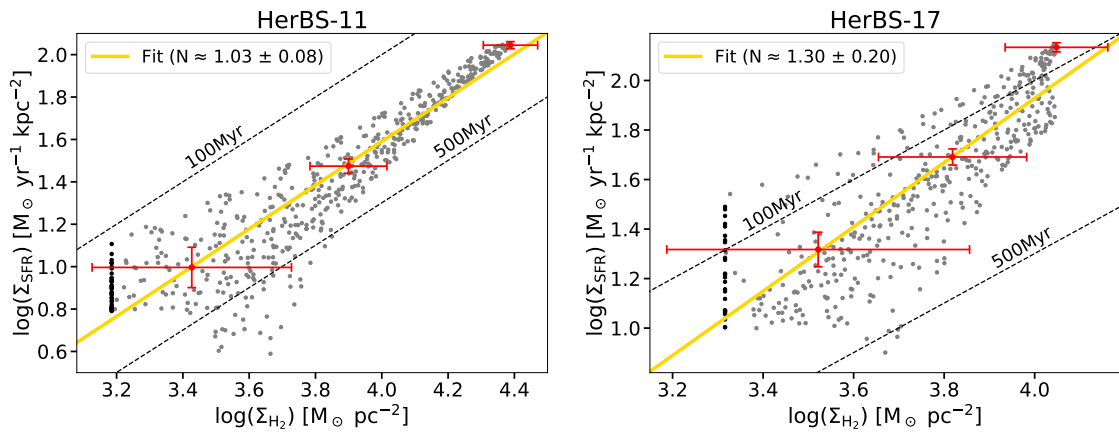 HerBS-11
Fit (N ≈ 1.03 ± 0.08)
100Myr
500Myr
2.0
1.8
1.6
1.4
1.2
1.0
0.8
0.6
log(Σ_SFR) [M⊙ yr⁻¹ kpc⁻²]
3.2 3.4 3.6 3.8 4.0 4.2 4.4
log(Σ_H₂) [M⊙ pc⁻²]
HerBS-17
Fit (N ≈ 1.30 ± 0.20)
100Myr
500Myr
2.0
1.8
1.6
1.4
1.2
1.0
log(Σ_SFR) [M⊙ yr⁻¹ kpc⁻²]
3.2 3.4 3.6 3.8 4.0
log(Σ_H₂) [M⊙ pc⁻²]